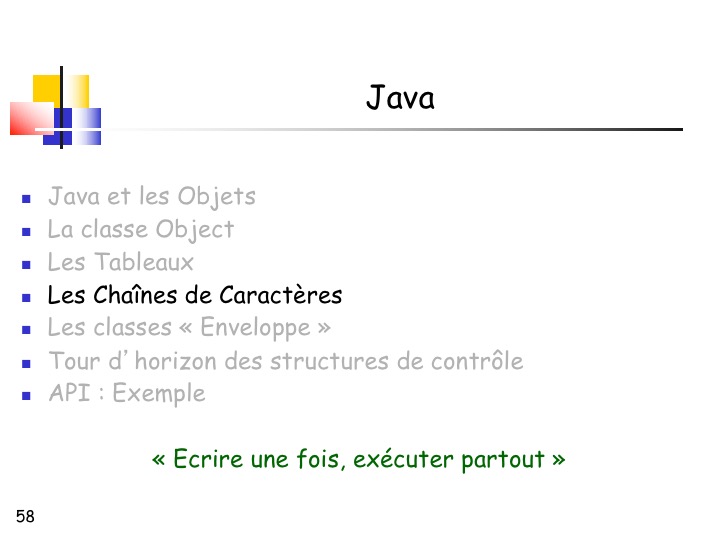 Java
Java et les Objets
La classe Object
Les Tableaux
Les Chaînes de Caractères
Les classes « Enveloppe »
Tour d’horizon des structures de contrôle
API : Exemple
« Ecrire une fois, exécuter partout »
58